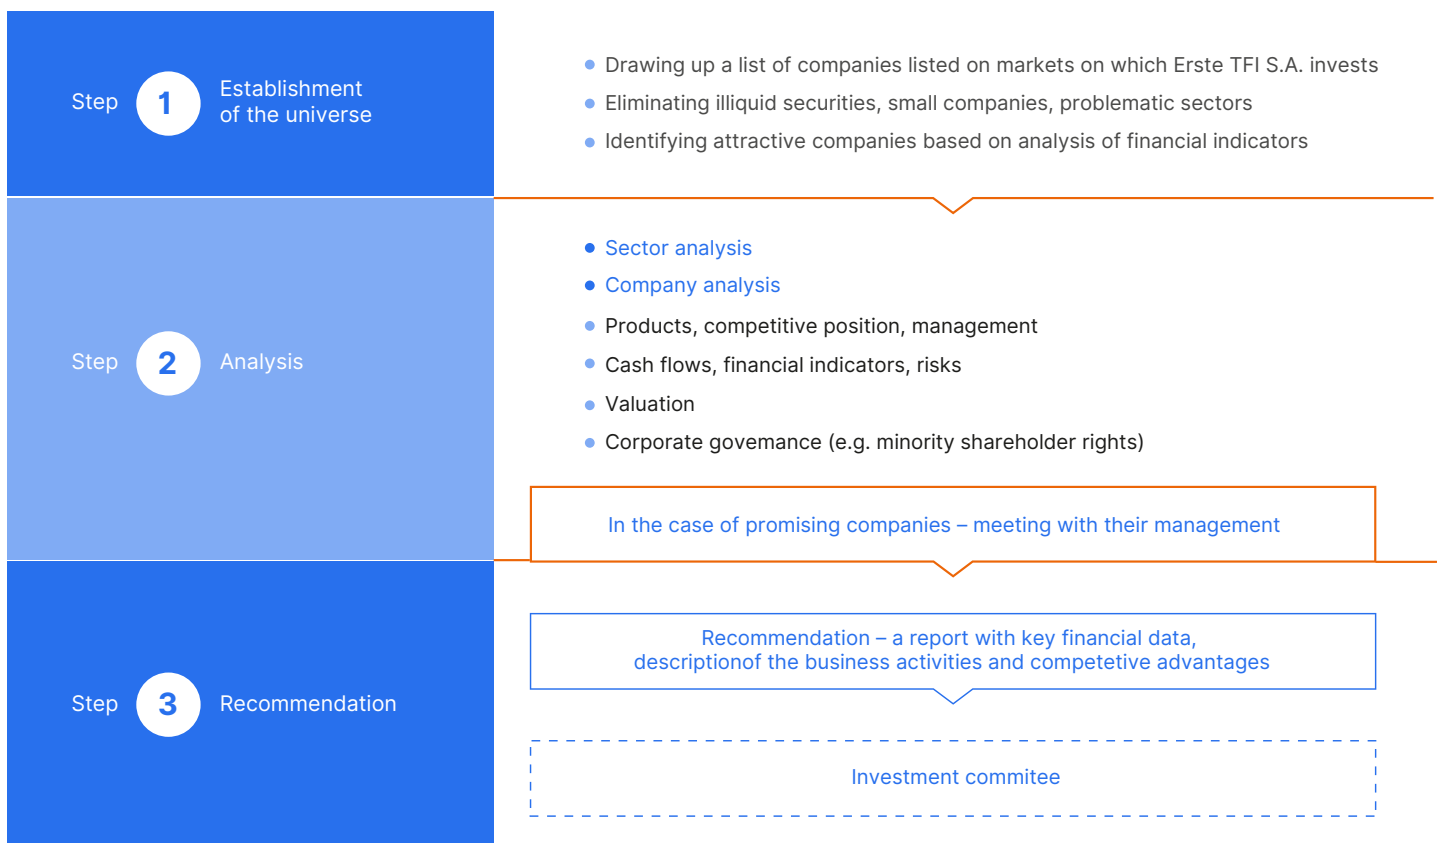 Step 1 Establishment
of the universe
Drawing up a list of companies listed on markets on which Erste TFI S.A. invests
Eliminating illiquid securities, small companies, problematic sectors
Identifying attractive companies based on analysis of financial indicators
Step 2 Analysis
Sector analysis
Company analysis
Products, competitive position, management
Cash flows, financial indicators, risks
Valuation
Corporate govemance (e.g. minority shareholder rights)
In the case of promising companies – meeting with their management
Step 3 Recommendation
Recommendation – a report with key financial data,
descriptionof the business activities and competetive advantages
Investment commitee